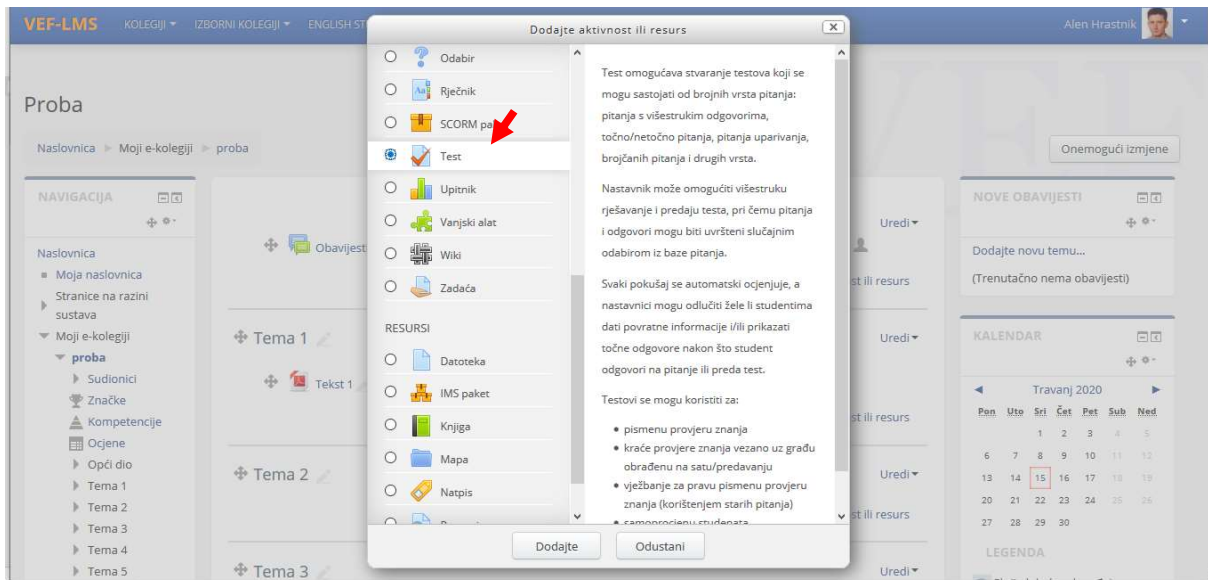 VEF-LMS KOLEGIJI IZBORNI KOLEGIJI ENGLISH ST
Alen Hrastnik
Dodajte aktivnost ili resurs
Proba
Naslovnica Moji e-kolegiji proba
Onemogući izmjene
NAVIGACIJA
Naslovnica
Moja naslovnica
Stranice na razini
sustava
Moji e-kolegiji
proba
Sudionici
Značke
Kompetencije
Ocjene
Opći dio
Tema 1
Tema 2
Tema 3
Tema 4
Tema 5
Obavijest
Tema 1
Tekst 1
Tema 2
Tema 3
Odabir
Rječnik
SCORM pa
Test
Upitnik
Vanjski alat
Wiki
Zadaća
RESURSI
Datoteka
IMS paket
Knjiga
Mapa
Natpis
Test omogućava stvaranje testova koji se
mogu sastojati od brojnih vrsta pitanja:
pitanja s višestrukim odgovorima,
točno/netočno pitanja, pitanja uparivanja,
brojčanih pitanja i drugih vrsta.
Nastavnik može omogućiti višestruku
rješavanje i predaju testa, pri čemu pitanja
i odgovori mogu biti uvršteni slučajnim
odabirom iz baze pitanja.
Svaki pokušaj se automatski ocjenjuje, a
nastavnici mogu odlučiti žele li studentima
dati povratne informacije i/ili prikazati
točne odgovore nakon što student
odgovori na pitanje ili preda test.
Testovi se mogu koristiti za:
pismenu provjeru znanja
kraće provjere znanja vezano uz građu
obrađenu na satu/predavanju
vježbanje za pravu pismenu provjeru
znanja (korištenjem starih pitanja)
samoprocjenu studenata
Dodajte Odustani
Uredi
st ili resurs
Uredi
st ili resurs
Uredi
st ili resurs
Uredi
NOVE OBAVIJESTI
Dodajte novu temu...
(Trenutačno nema obavijesti)
KALENDAR
Travanj 2020
Pon Uto Sri Čet Pet Sub Ned
1 2 3 4 5
6 7 8 9 10 11 12
13 14 15 16 17 18 19
20 21 22 23 24 25 26
27 28 29 30
LEGENDA